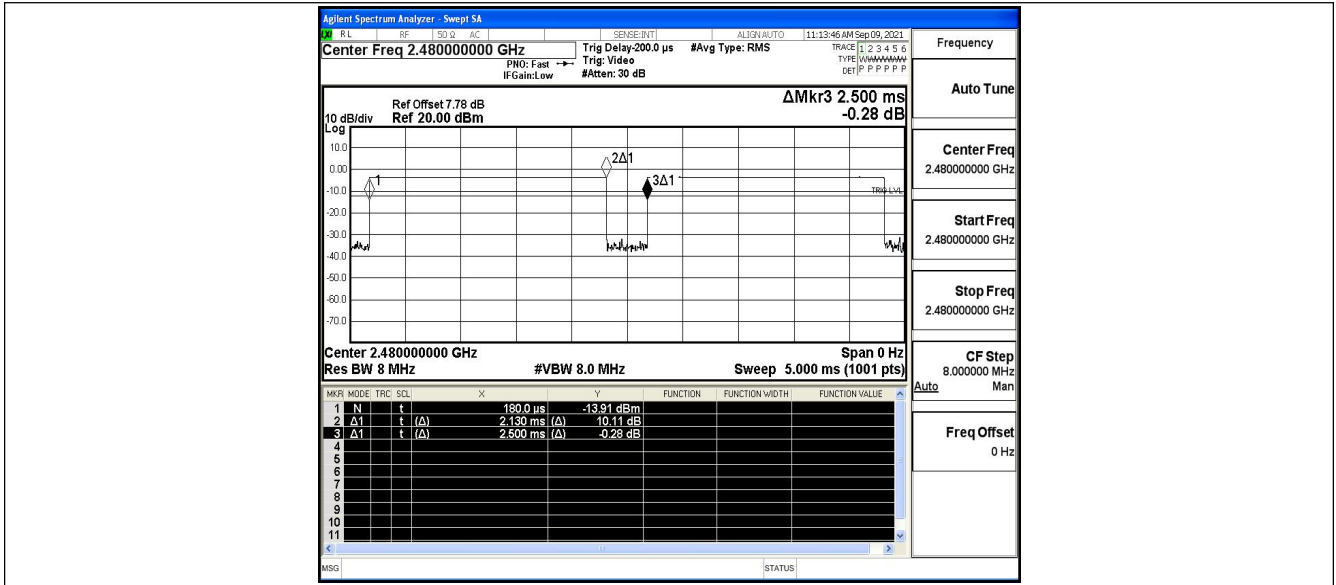 Agilent Spectrum Analyzer - Swept SA
LXI RL RF 50 Ω AC SENSE:INT ALIGN AUTO 11:13:46 AM Sep 09, 2021
Center Freq 2.480000000 GHz
PNO: Fast
IFGain:Low
Trig Delay-200.0 µs
Trig: Video
#Atten: 30 dB
#Avg Type: RMS
TRACE 1 2 3 4 5 6
TYPE
DET P P P P P P
ΔMkr3 2.500 ms
-0.28 dB
Ref Offset 7.78 dB
10 dB/div Ref 20.00 dBm
Log
10.0
0.00
-10.0
-20.0
-30.0
-40.0
-50.0
-60.0
-70.0
1
2Δ1
3Δ1
TRIG LVL
Center 2.480000000 GHz Span 0 Hz
Res BW 8 MHz #VBW 8.0 MHz Sweep 5.000 ms (1001 pts)
MKR MODE TRC SCL X Y FUNCTION FUNCTION WIDTH FUNCTION VALUE
1 N t 180.0 µs -13.91 dBm
2 Δ1 t (Δ) 2.130 ms (Δ) 10.11 dB
3 Δ1 t (Δ) 2.500 ms (Δ) -0.28 dB
4
5
6
7
8
9
10
11
MSG STATUS
Frequency
Auto Tune
Center Freq
2.480000000 GHz
Start Freq
2.480000000 GHz
Stop Freq
2.480000000 GHz
CF Step
8.000000 MHz
Auto Man
Freq Offset
0 Hz